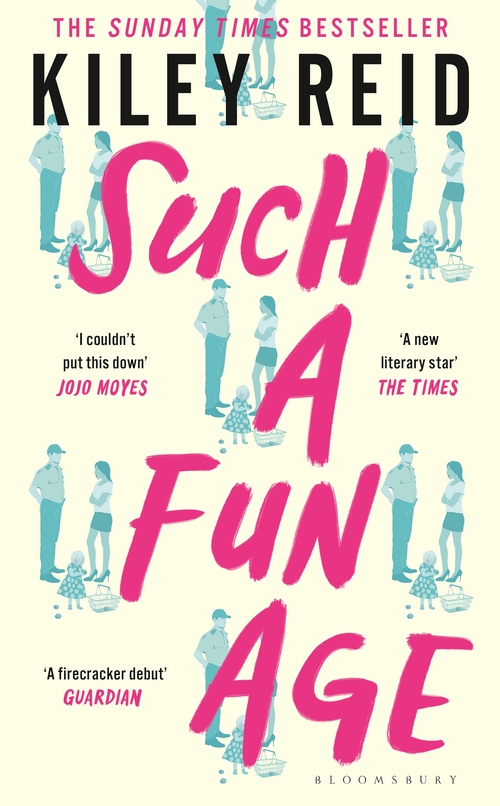 THE SUNDAY TIMES BESTSELLER
KILEY REID
SUCH
A
FUN
AGE
‘I couldn’t
put this down’
JOJO MOYES
‘A new
literary star’
THE TIMES
‘A firecracker debut’
GUARDIAN
BLOOMSBURY